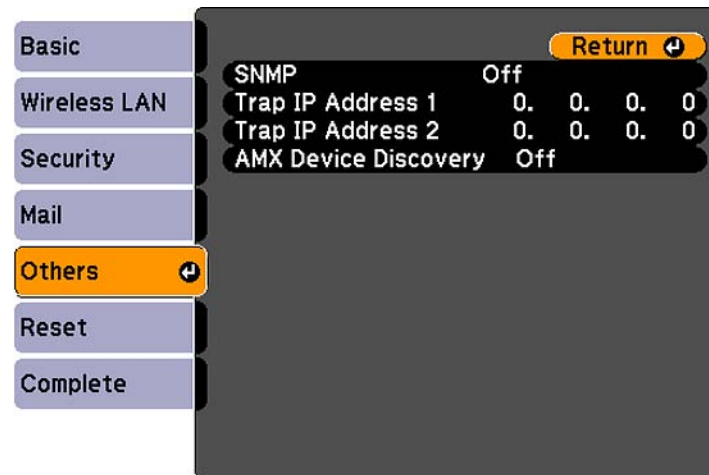 Basic
Wireless LAN
Security
Mail
Others
Reset
Complete
Return
SNMP Off
Trap IP Address 1 0. 0. 0. 0
Trap IP Address 2 0. 0. 0. 0
AMX Device Discovery Off